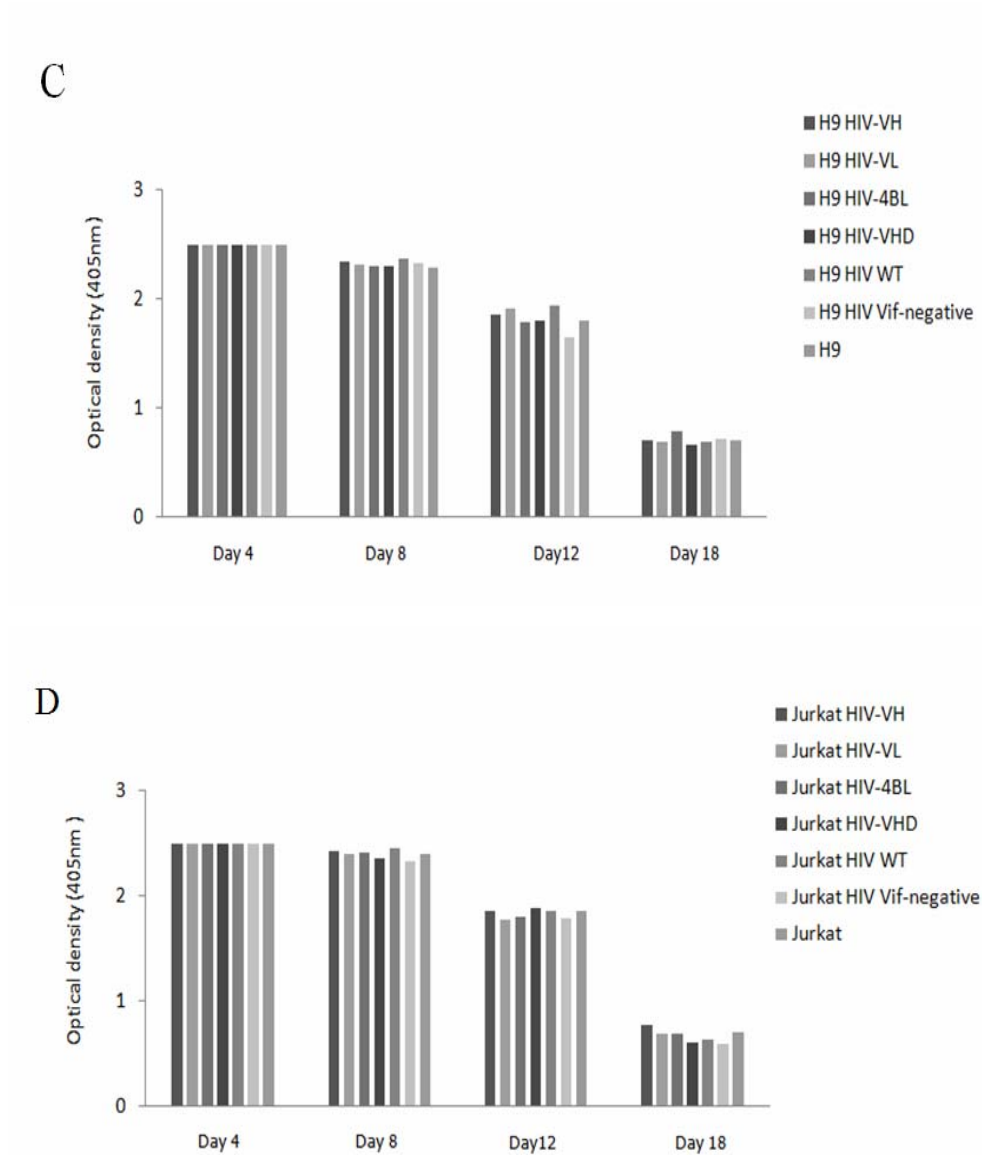 C
H9 HIV-VH
H9 HIV-VL
H9 HIV-4BL
H9 HIV-VHD
H9 HIV WT
H9 HIV Vif-negative
H9
Optical density (405nm )
3
2
1
0
Day 4
Day 8
Day12
Day 18
D
Jurkat HIV-VH
Jurkat HIV-VL
Jurkat HIV-4BL
Jurkat HIV-VHD
Jurkat HIV WT
Jurkat HIV Vif-negative
Jurkat
Optical density (405nm )
3
2
1
0
Day 4
Day 8
Day12
Day 18